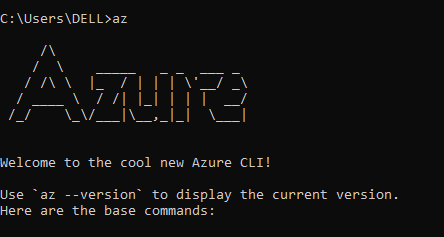 C:\Users\DELL>az
Azure
Welcome to the cool new Azure CLI!
Use `az --version` to display the current version.
Here are the base commands: